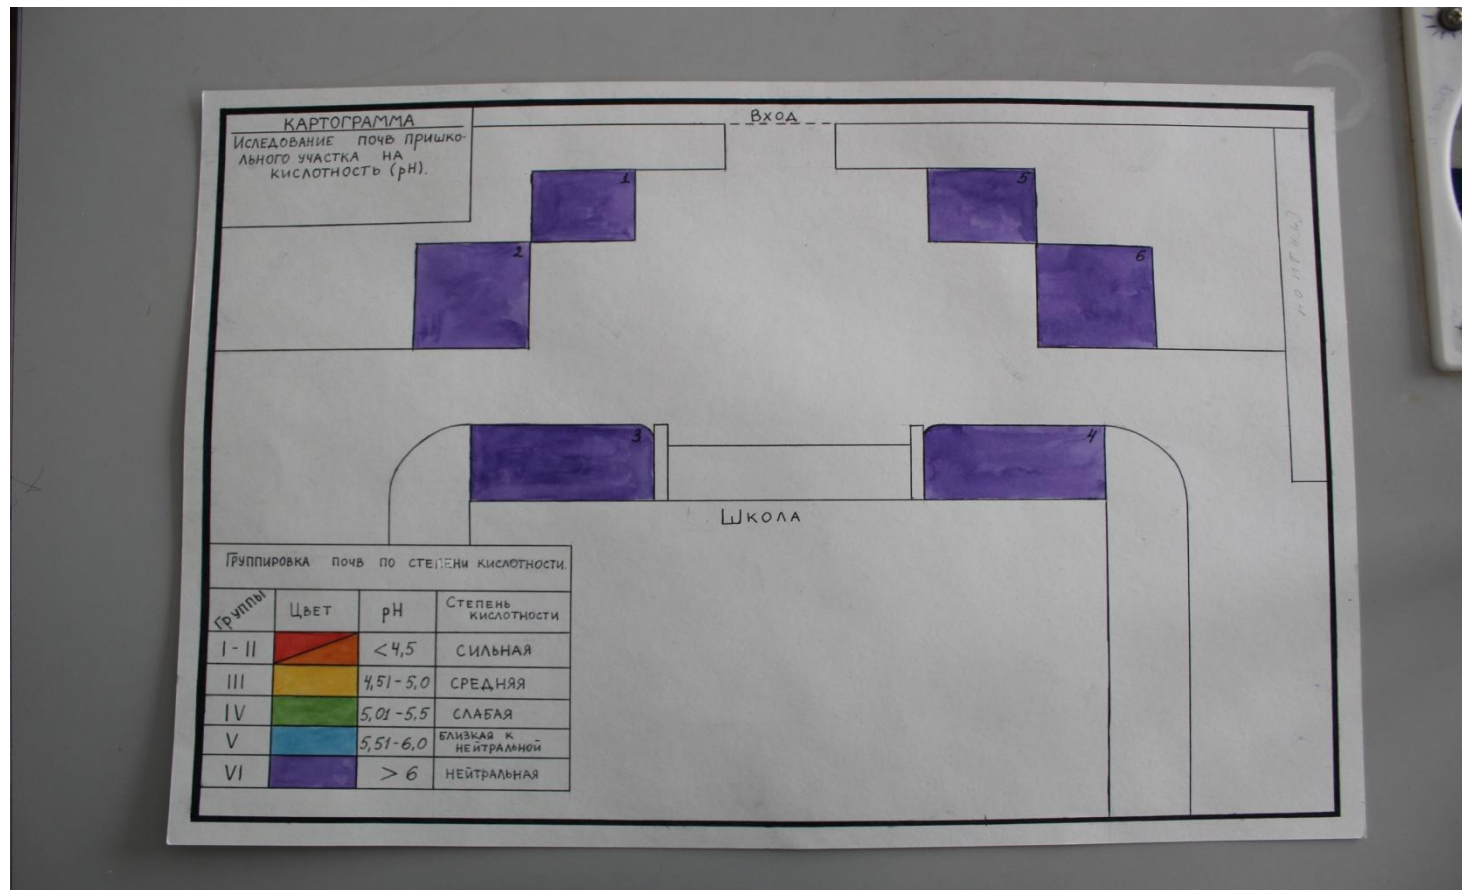 КАРТОГРАММА
ИСЛЕДОВАНИЕ ПОЧВ ПРИШКО-
ЛЬНОГО УЧАСТКА НА
КИСЛОТНОСТЬ (pH).
ВХОД
1
5
2
6
3
4
ШКОЛА
ГРУППИРОВКА ПОЧВ ПО СТЕПЕНИ КИСЛОТНОСТИ.
ГРУППЫ ЦВЕТ pH СТЕПЕНЬ
КИСЛОТНОСТИ
I - II <4,5 СИЛЬНАЯ
III 4,51-5,0 СРЕДНЯЯ
IV 5,01-5,5 СЛАБАЯ
V 5,51-6,0 БЛИЗКАЯ К
НЕЙТРАЛЬНОЙ
VI > 6 НЕЙТРАЛЬНАЯ